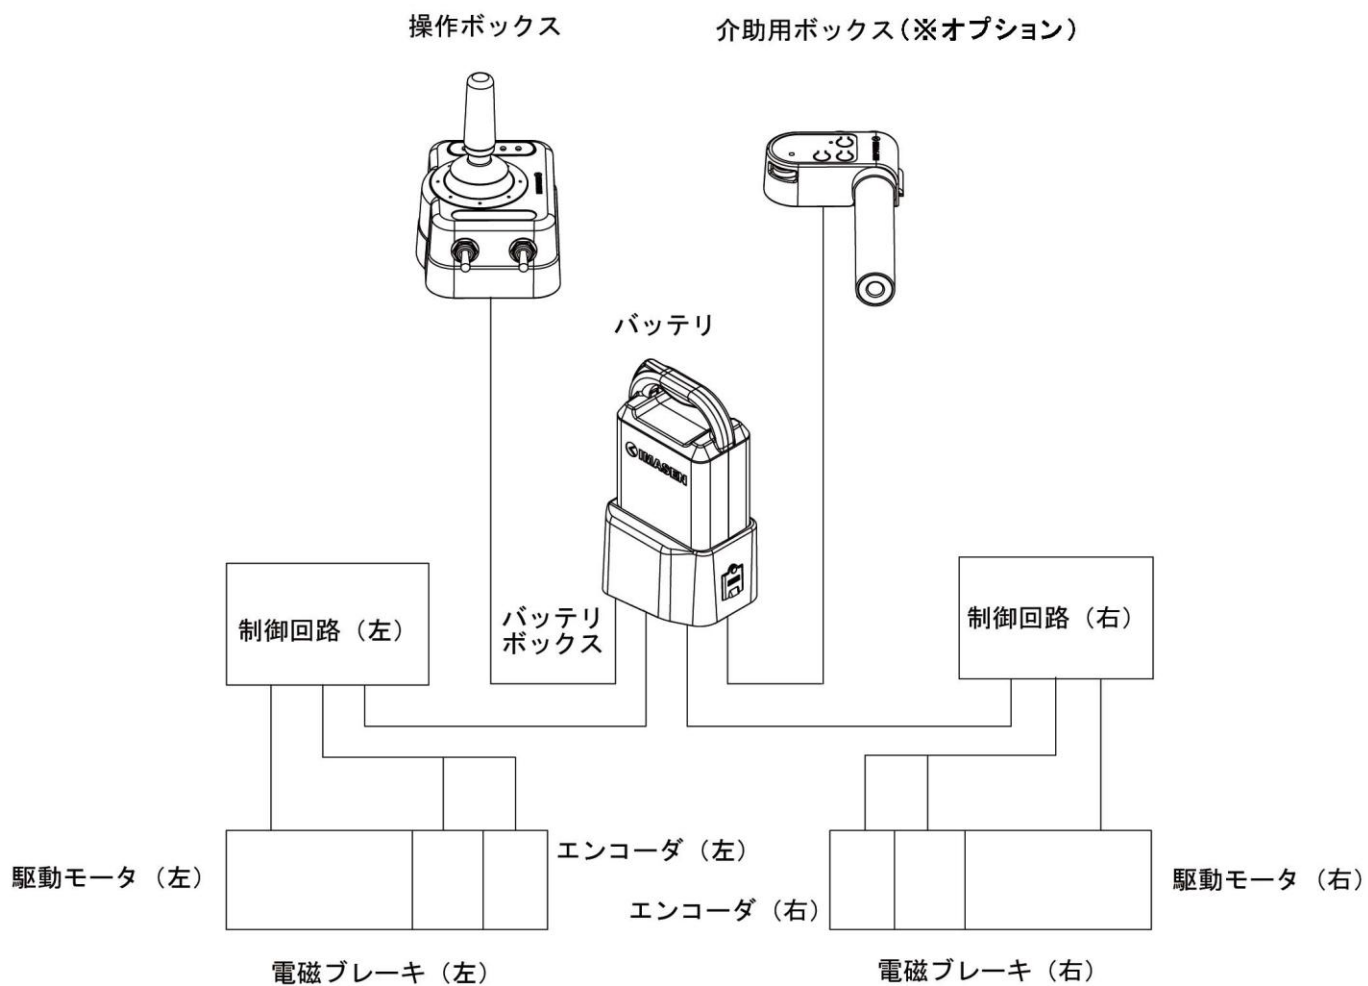 操作ボックス
介助用ボックス(※オプション)
バッテリ
IMASEN
バッテリ
ボックス
制御回路(左)
制御回路(右)
エンコーダ(左)
駆動モータ(左)
駆動モータ(右)
エンコーダ(右)
電磁ブレーキ(左)
電磁ブレーキ(右)